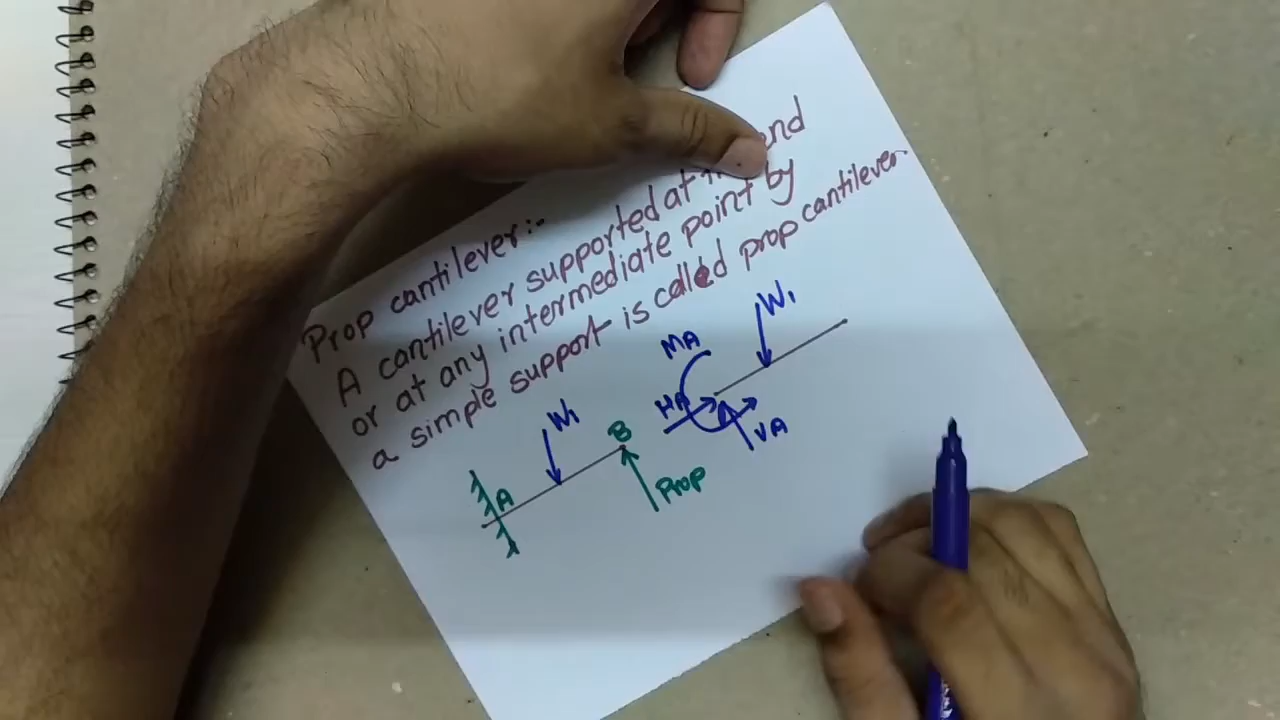 Prop cantilever:-
A cantilever supported at end
or at any intermediate point by
a simple support is called prop cantilever
W1
A
B
Prop
MA
W1
HA
VA